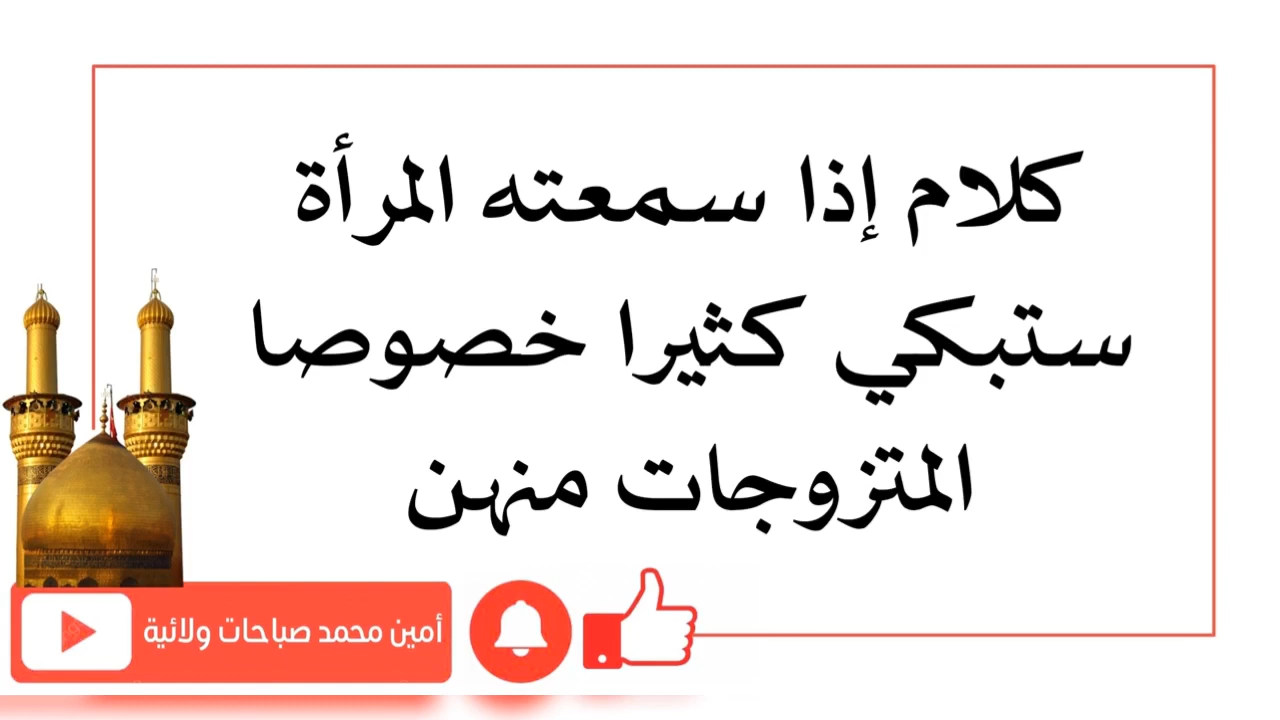 كلام إذا سمعته المرأة
ستبكي كثيرا خصوصا
المتزوجات منهن
أمين محمد صباحات ولائية